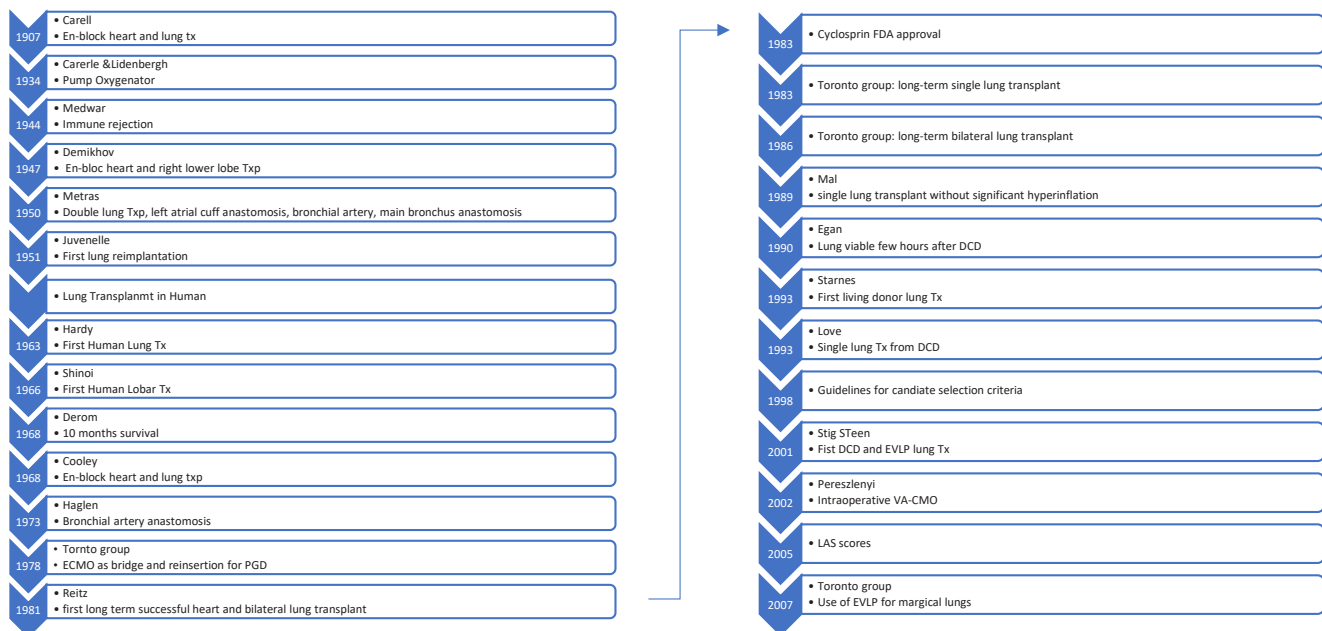 1907
• Carell
• En-block heart and lung tx
1934
• Carerle &Lidenbergh
• Pump Oxygenator
1944
• Medwar
• Immune rejection
1947
• Demikhov
• En-bloc heart and right lower lobe Txp
1950
• Metras
• Double lung Txp, left atrial cuff anastomosis, bronchial artery, main bronchus anastomosis
1951
• Juvenelle
• First lung reimplantation
• Lung Transplanmt in Human
1963
• Hardy
• First Human Lung Tx
1966
• Shinoi
• First Human Lobar Tx
1968
• Derom
• 10 months survival
1968
• Cooley
• En-block heart and lung txp
1973
• Haglen
• Bronchial artery anastomosis
1978
• Tornto group
• ECMO as bridge and reinsertion for PGD
1981
• Reitz
• first long term successful heart and bilateral lung transplant
1983
• Cyclosprin FDA approval
1983
• Toronto group: long-term single lung transplant
1986
• Toronto group: long-term bilateral lung transplant
1989
• Mal
• single lung transplant without significant hyperinflation
1990
• Egan
• Lung viable few hours after DCD
1993
• Starnes
• First living donor lung Tx
1993
• Love
• Single lung Tx from DCD
1998
• Guidelines for candiate selection criteria
2001
• Stig STeen
• Fist DCD and EVLP lung Tx
2002
• Pereszlenyi
• Intraoperative VA-CMO
2005
• LAS scores
2007
• Toronto group
• Use of EVLP for margical lungs